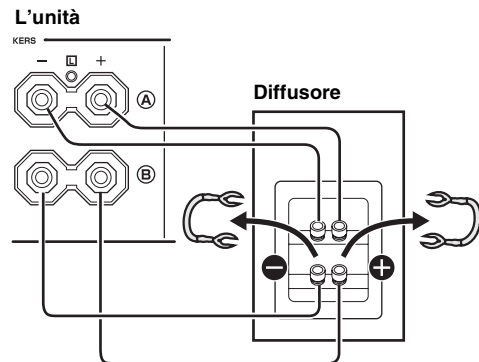 L'unità
KERS
– L +
A
Diffusore
B
– +